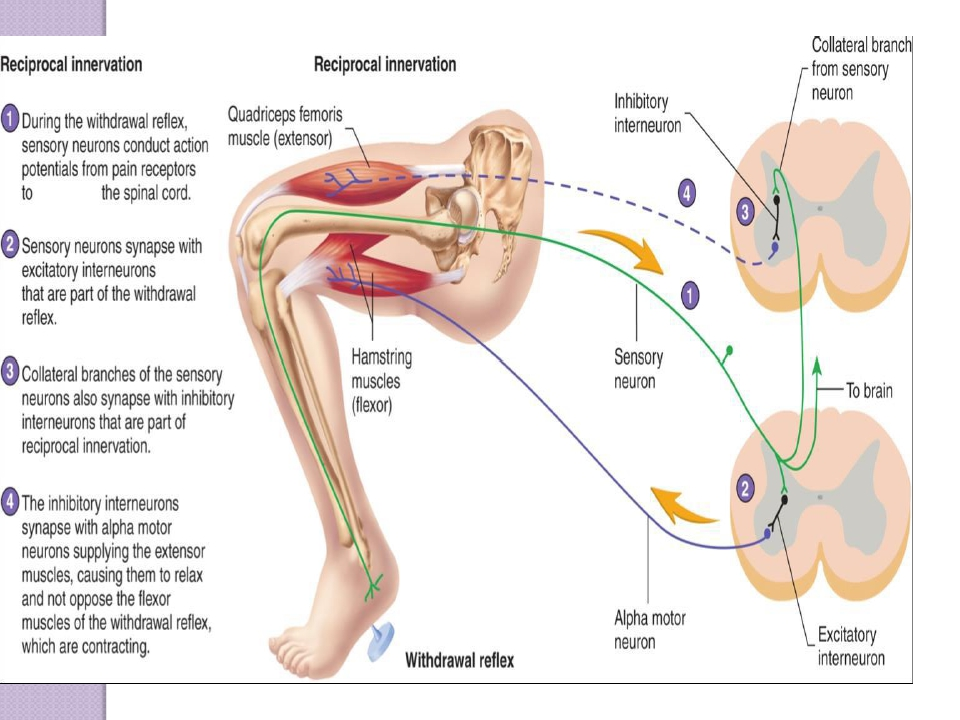 Reciprocal innervation
1 During the withdrawal reflex,
sensory neurons conduct action
potentials from pain receptors
to the spinal cord.
2 Sensory neurons synapse with
excitatory interneurons
that are part of the withdrawal
reflex.
3 Collateral branches of the sensory
neurons also synapse with inhibitory
interneurons that are part of
reciprocal innervation.
4 The inhibitory interneurons
synapse with alpha motor
neurons supplying the extensor
muscles, causing them to relax
and not oppose the flexor
muscles of the withdrawal reflex,
which are contracting.
Reciprocal innervation
Quadriceps femoris
muscle (extensor)
Hamstring
muscles
(flexor)
Withdrawal reflex
Inhibitory
interneuron
Collateral branch
from sensory
neuron
4
3
1
Sensory
neuron
To brain
2
Alpha motor
neuron
Excitatory
interneuron